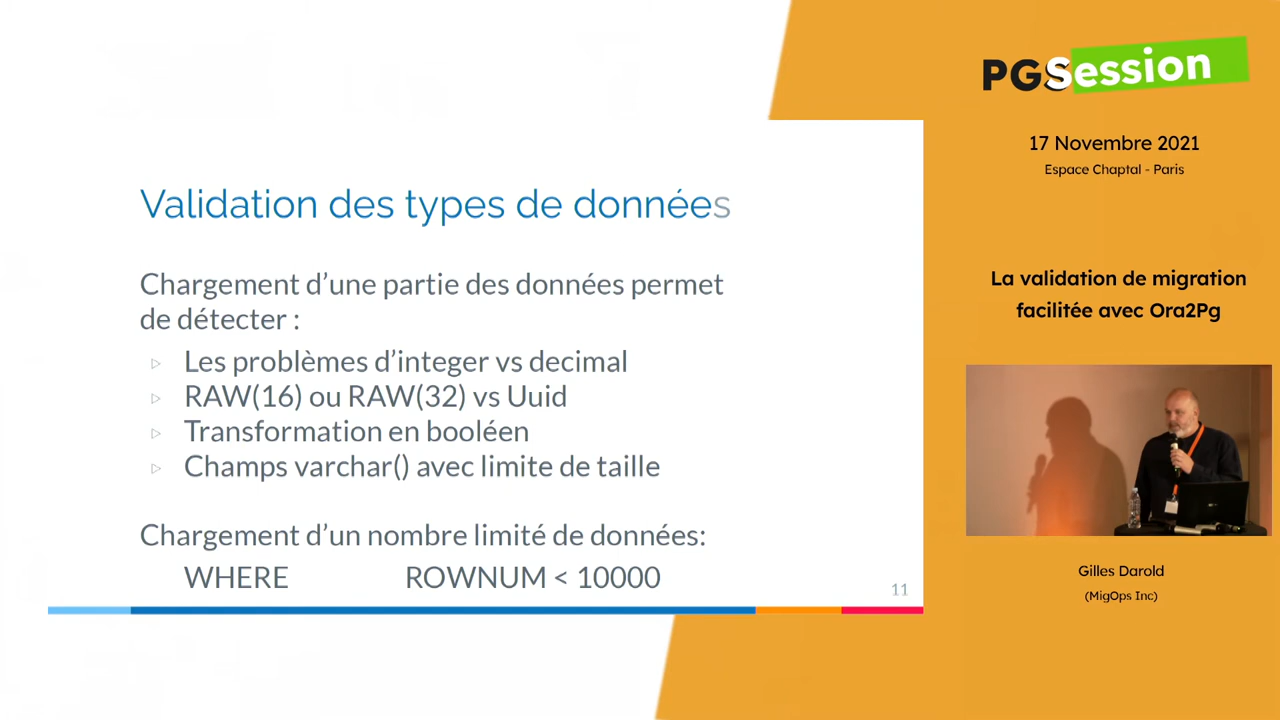 PGSession
17 Novembre 2021
Espace Chaptal - Paris
Validation des types de données
Chargement d’une partie des données permet
de détecter :
Les problèmes d’integer vs decimal
RAW(16) ou RAW(32) vs Uuid
Transformation en booléen
Champs varchar() avec limite de taille
Chargement d’un nombre limité de données:
WHERE ROWNUM < 10000
11
La validation de migration
facilitée avec Ora2Pg
Gilles Darold
(MigOps Inc)